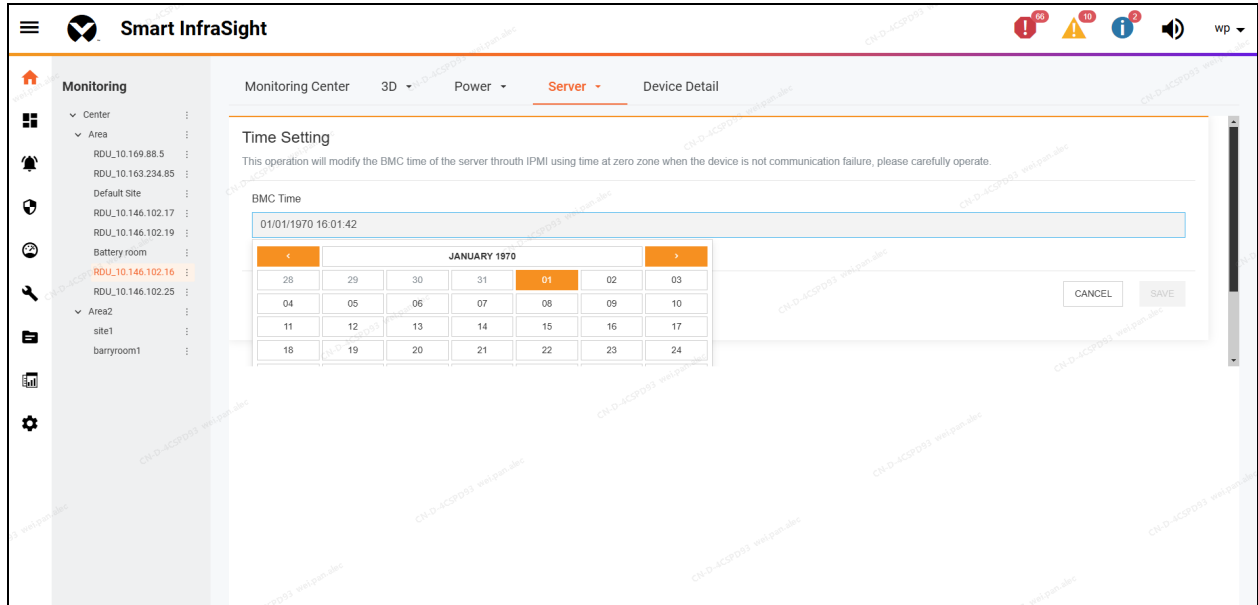 Smart InfraSight
66
10
2
wp
Monitoring
Monitoring Center
3D
Power
Server
Device Detail
Center
Area
RDU_10.169.88.5
RDU_10.163.234.85
Default Site
RDU_10.146.102.17
RDU_10.146.102.19
Battery room
RDU_10.146.102.16
RDU_10.146.102.25
Area2
site1
barryroom1
Time Setting
This operation will modify the BMC time of the server throuth IPMI using time at zero zone when the device is not communication failure, please carefully operate.
BMC Time
01/01/1970 16:01:42
‹ JANUARY 1970 ›
28 29 30 31 01 02 03
04 05 06 07 08 09 10
11 12 13 14 15 16 17
18 19 20 21 22 23 24
CANCEL SAVE
CN-D-4CSPD93 wei.pan.alec